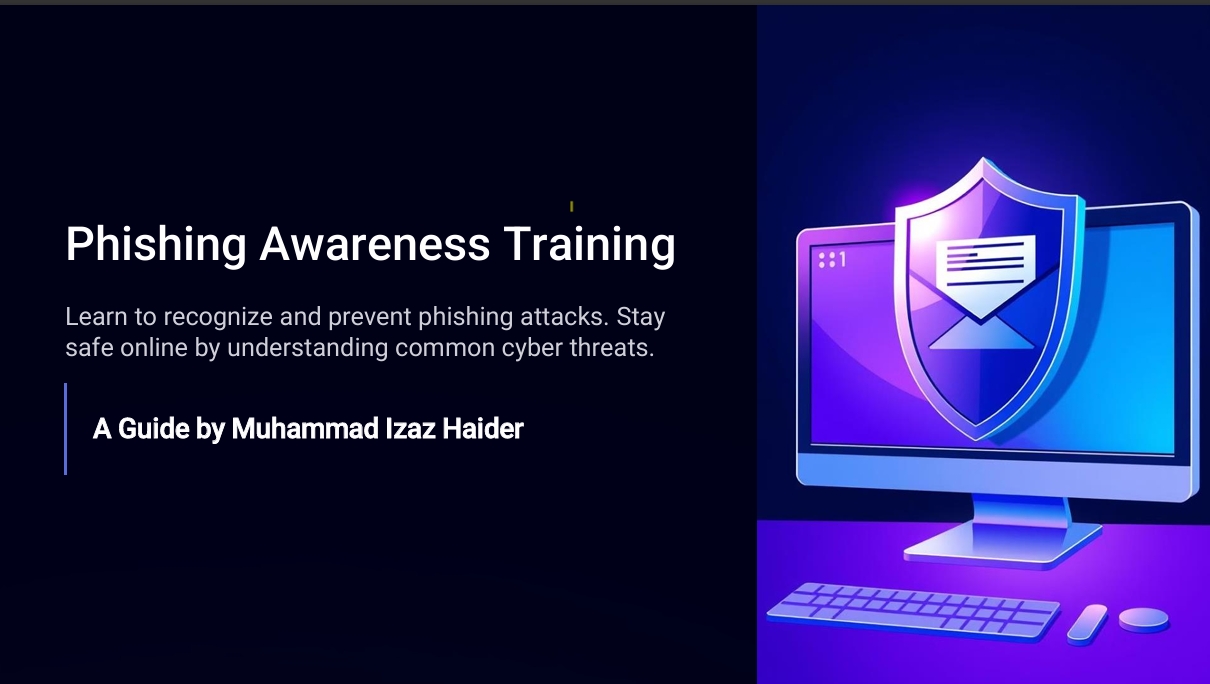 Phishing Awareness Training
Learn to recognize and prevent phishing attacks. Stay
safe online by understanding common cyber threats.
A Guide by Muhammad Izaz Haider